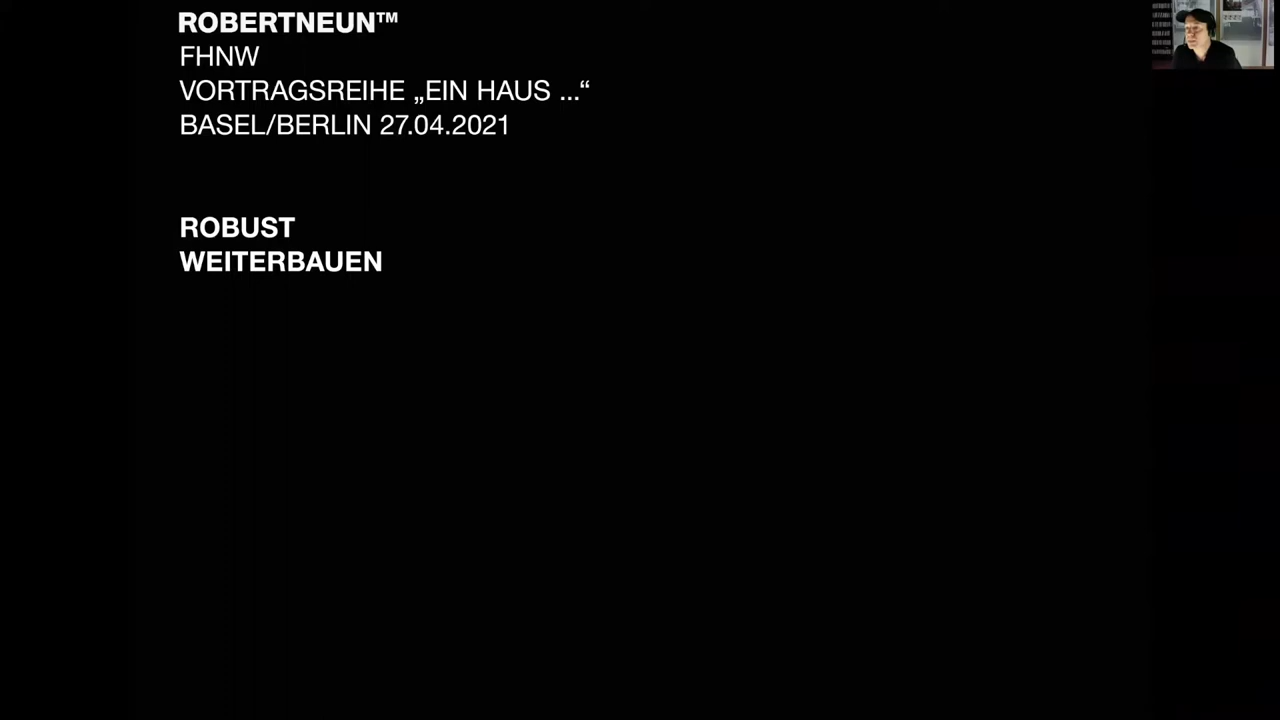 ROBERTNEUN™
FHNW
VORTRAGSREIHE „EIN HAUS ...“
BASEL/BERLIN 27.04.2021
ROBUST
WEITERBAUEN